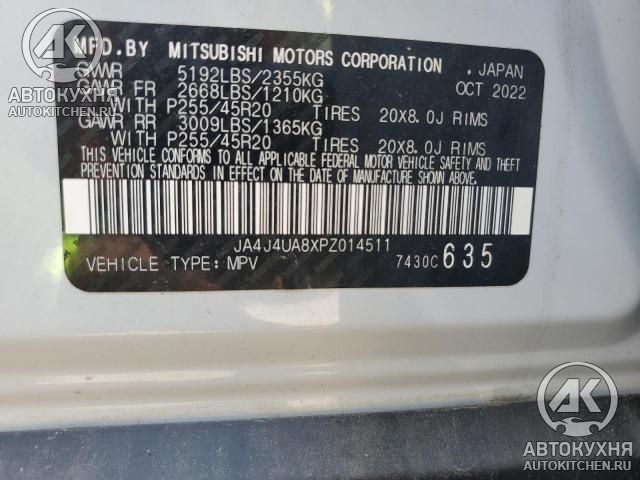 АВТОКУХНЯ
AUTOKITCHEN.RU
MFD.BY MITSUBISHI MOTORS CORPORATION , JAPAN
GVWR 5192LBS/2355KG OCT 2022
GAWR FR 2668LBS/1210KG
WITH P255/45R20 TIRES 20X8.0J RIMS
GAWR RR 3009LBS/1365KG
WITH P255/45R20 TIRES 20X8.0J RIMS
THIS VEHICLE CONFORMS TO ALL APPLICABLE FEDERAL MOTOR VEHICLE SAFETY AND THEFT
PREVENTION STANDARDS IN EFFECT ON THE DATE OF MANUFACTURE SHOWN ABOVE.
JA4J4UA8XPZ014511
VEHICLE TYPE: MPV 7430C 635
АК
АВТОКУХНЯ
AUTOKITCHEN.RU